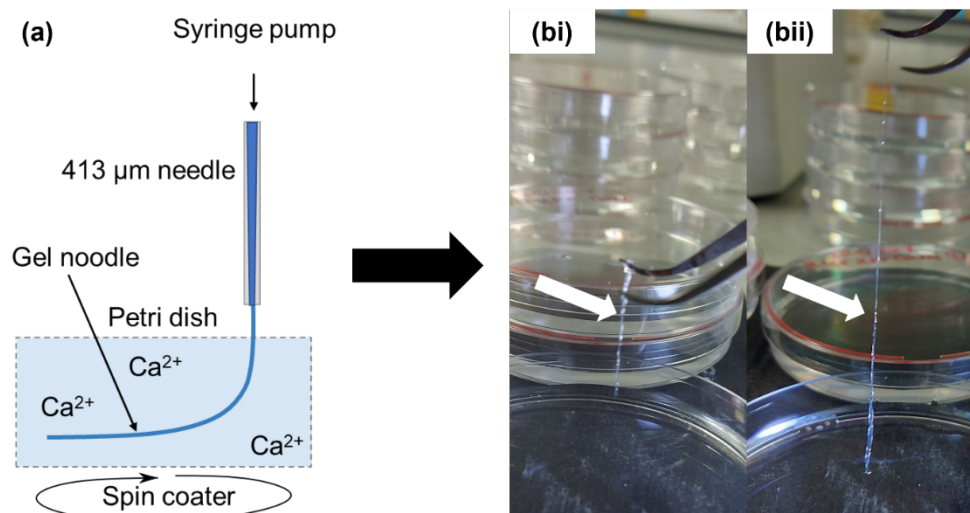 (a)
Syringe pump
413 µm needle
Gel noodle
Petri dish
Ca2+
Ca2+
Ca2+
Spin coater
(bi)
(bii)